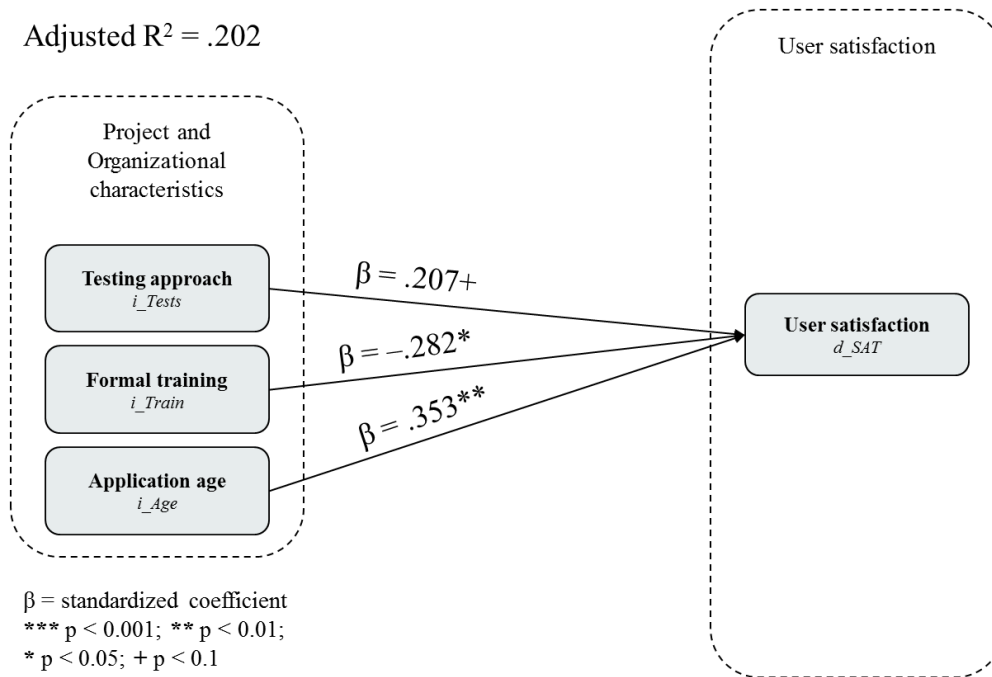 Adjusted R² = .202
User satisfaction
Project and
Organizational
characteristics
Testing approach
i_Tests
β = .207+
Formal training
i_Train
β = –.282*
Application age
i_Age
β = .353**
User satisfaction
d_SAT
β = standardized coefficient
*** p < 0.001; ** p < 0.01;
* p < 0.05; + p < 0.1